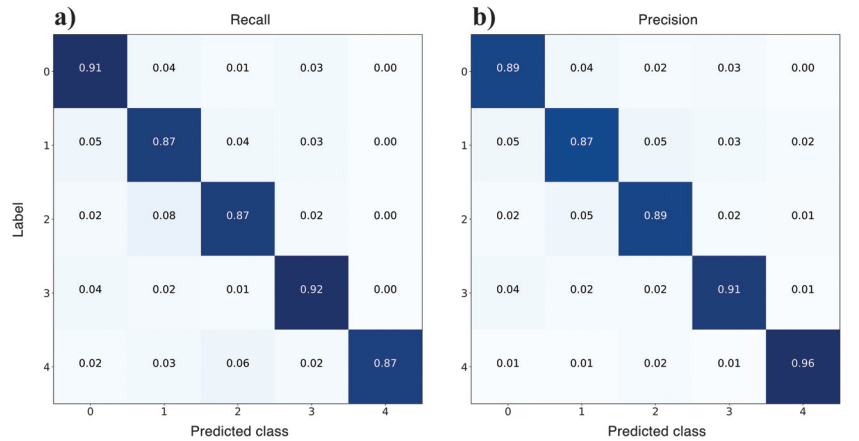 a) Recall
0 0.91 0.04 0.01 0.03 0.00
1 0.05 0.87 0.04 0.03 0.00
2 0.02 0.08 0.87 0.02 0.00
3 0.04 0.02 0.01 0.92 0.00
4 0.02 0.03 0.06 0.02 0.87
0 1 2 3 4
Label
Predicted class
b) Precision
0 0.89 0.04 0.02 0.03 0.00
1 0.05 0.87 0.05 0.03 0.02
2 0.02 0.05 0.89 0.02 0.01
3 0.04 0.02 0.02 0.91 0.01
4 0.01 0.01 0.02 0.01 0.96
0 1 2 3 4
Predicted class